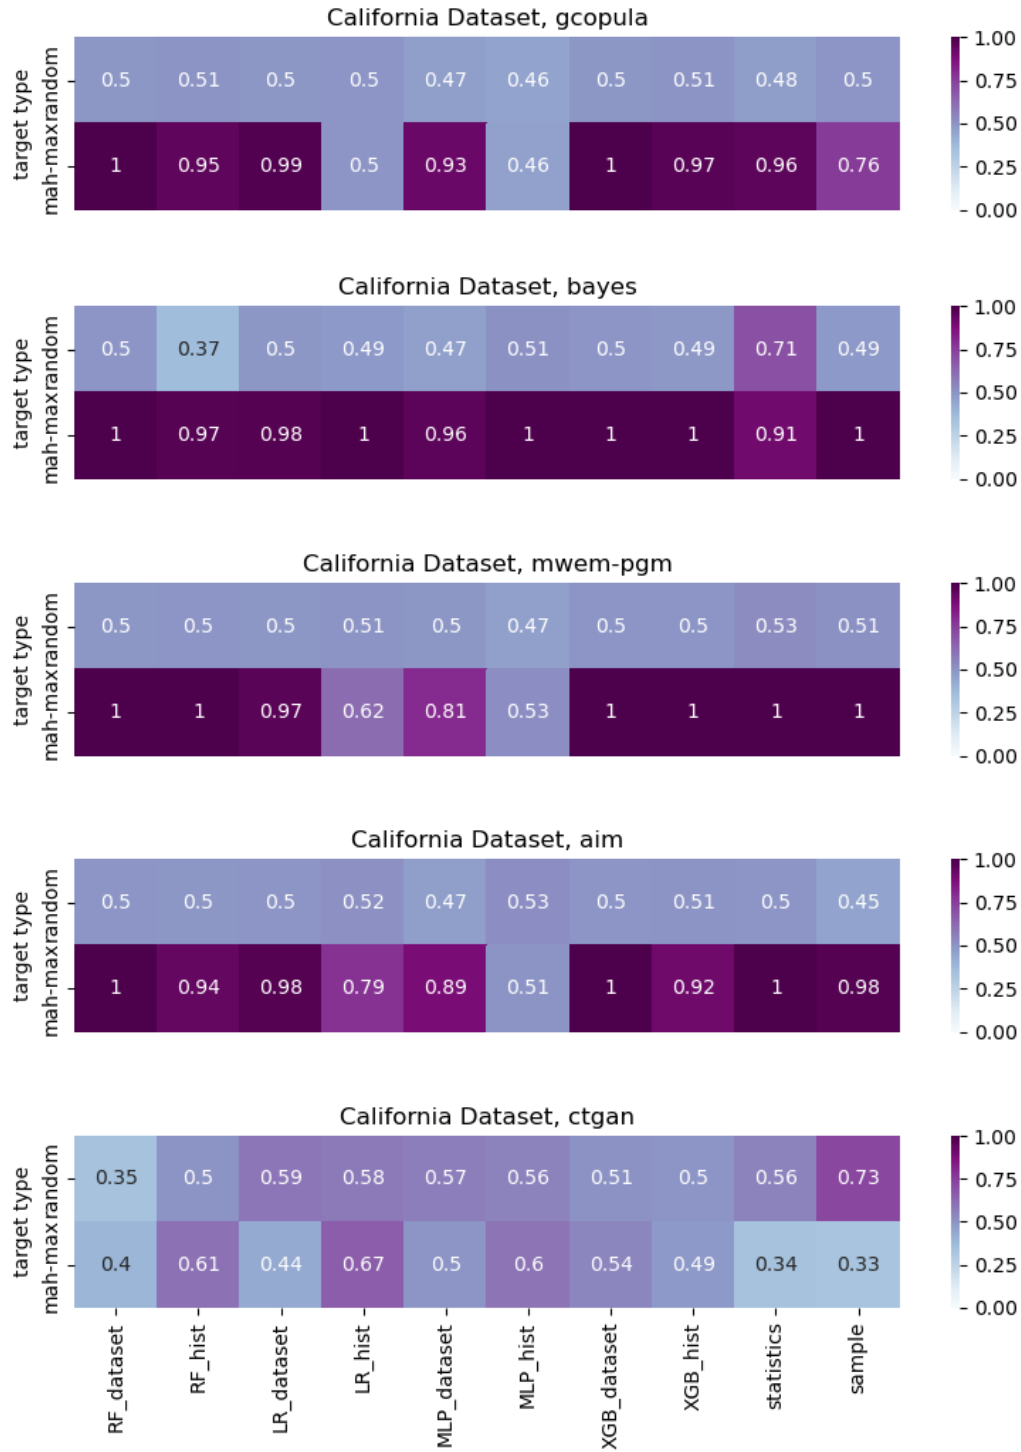 California Dataset, gcopula
target type
random
0.5 0.51 0.5 0.5 0.47 0.46 0.5 0.51 0.48 0.5
mah-max
1 0.95 0.99 0.5 0.93 0.46 1 0.97 0.96 0.76
1.00
0.75
0.50
0.25
0.00
California Dataset, bayes
target type
random
0.5 0.37 0.5 0.49 0.47 0.51 0.5 0.49 0.71 0.49
mah-max
1 0.97 0.98 1 0.96 1 1 1 0.91 1
1.00
0.75
0.50
0.25
0.00
California Dataset, mwem-pgm
target type
random
0.5 0.5 0.5 0.51 0.5 0.47 0.5 0.5 0.53 0.51
mah-max
1 1 0.97 0.62 0.81 0.53 1 1 1 1
1.00
0.75
0.50
0.25
0.00
California Dataset, aim
target type
random
0.5 0.5 0.5 0.52 0.47 0.53 0.5 0.51 0.5 0.45
mah-max
1 0.94 0.98 0.79 0.89 0.51 1 0.92 1 0.98
1.00
0.75
0.50
0.25
0.00
California Dataset, ctgan
target type
random
0.35 0.5 0.59 0.58 0.57 0.56 0.51 0.5 0.56 0.73
mah-max
0.4 0.61 0.44 0.67 0.5 0.6 0.54 0.49 0.34 0.33
1.00
0.75
0.50
0.25
0.00
RF_dataset
RF_hist
LR_dataset
LR_hist
MLP_dataset
MLP_hist
XGB_dataset
XGB_hist
statistics
sample